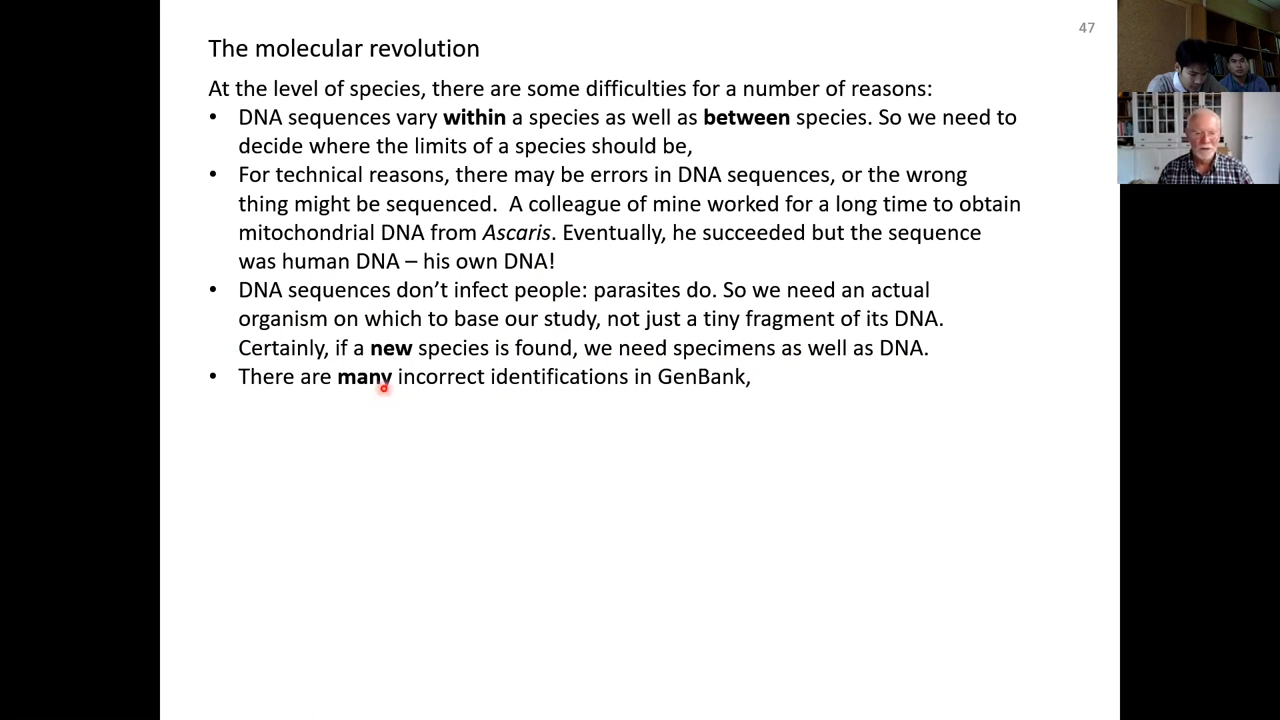 47
The molecular revolution
At the level of species, there are some difficulties for a number of reasons:
• DNA sequences vary within a species as well as between species. So we need to
decide where the limits of a species should be,
• For technical reasons, there may be errors in DNA sequences, or the wrong
thing might be sequenced.  A colleague of mine worked for a long time to obtain
mitochondrial DNA from Ascaris. Eventually, he succeeded but the sequence
was human DNA – his own DNA!
• DNA sequences don’t infect people: parasites do. So we need an actual
organism on which to base our study, not just a tiny fragment of its DNA.
Certainly, if a new species is found, we need specimens as well as DNA.
• There are many incorrect identifications in GenBank,